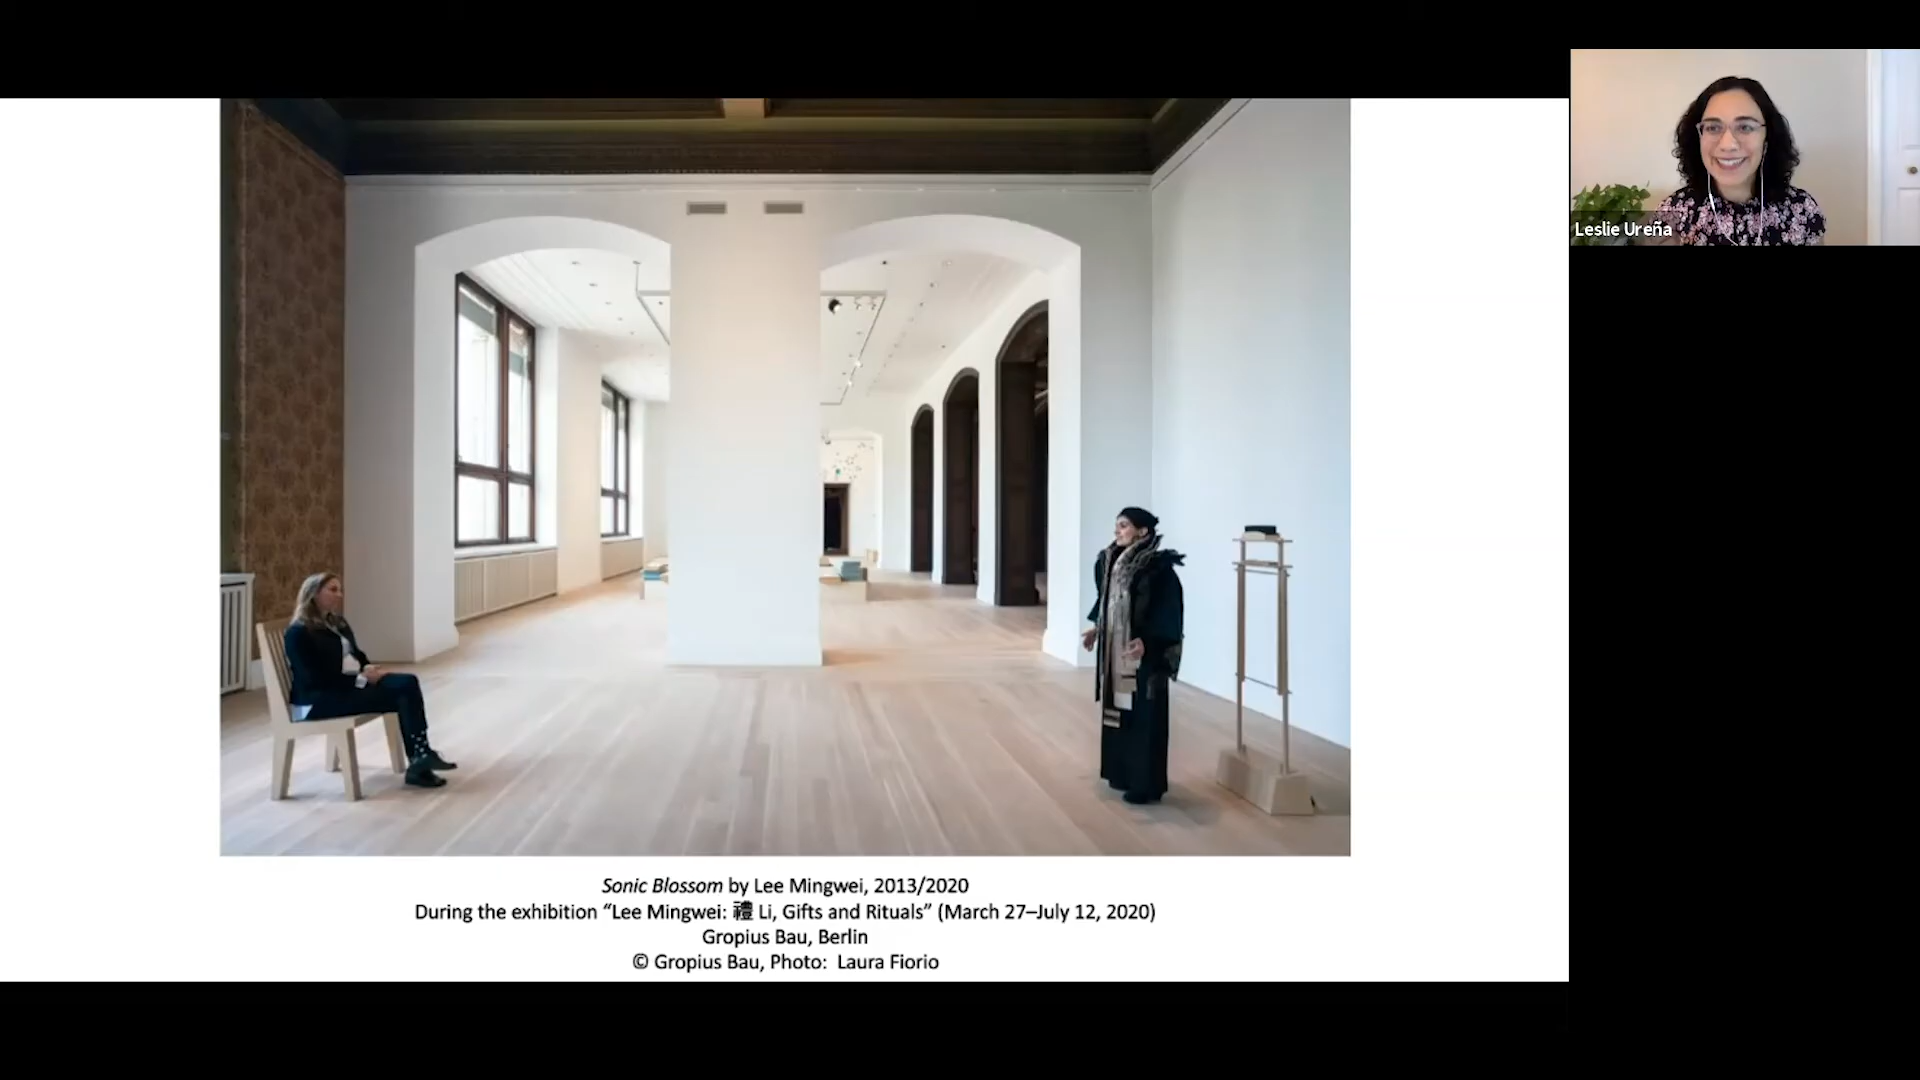 Leslie Ureña
Sonic Blossom by Lee Mingwei, 2013/2020
During the exhibition “Lee Mingwei: 禮 Li, Gifts and Rituals” (March 27–July 12, 2020)
Gropius Bau, Berlin
© Gropius Bau, Photo: Laura Fiorio